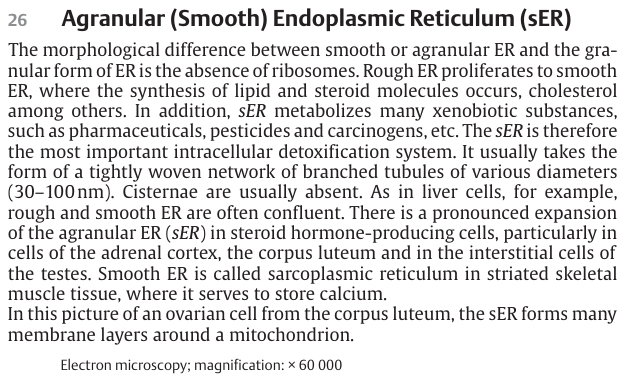 26 Agranular (Smooth) Endoplasmic Reticulum (sER)
The morphological difference between smooth or agranular ER and the gra-
nular form of ER is the absence of ribosomes. Rough ER proliferates to smooth
ER, where the synthesis of lipid and steroid molecules occurs, cholesterol
among others. In addition, sER metabolizes many xenobiotic substances,
such as pharmaceuticals, pesticides and carcinogens, etc. The sER is therefore
the most important intracellular detoxification system. It usually takes the
form of a tightly woven network of branched tubules of various diameters
(30–100 nm). Cisternae are usually absent. As in liver cells, for example,
rough and smooth ER are often confluent. There is a pronounced expansion
of the agranular ER (sER) in steroid hormone-producing cells, particularly in
cells of the adrenal cortex, the corpus luteum and in the interstitial cells of
the testes. Smooth ER is called sarcoplasmic reticulum in striated skeletal
muscle tissue, where it serves to store calcium.
In this picture of an ovarian cell from the corpus luteum, the sER forms many
membrane layers around a mitochondrion.
Electron microscopy; magnification: × 60 000